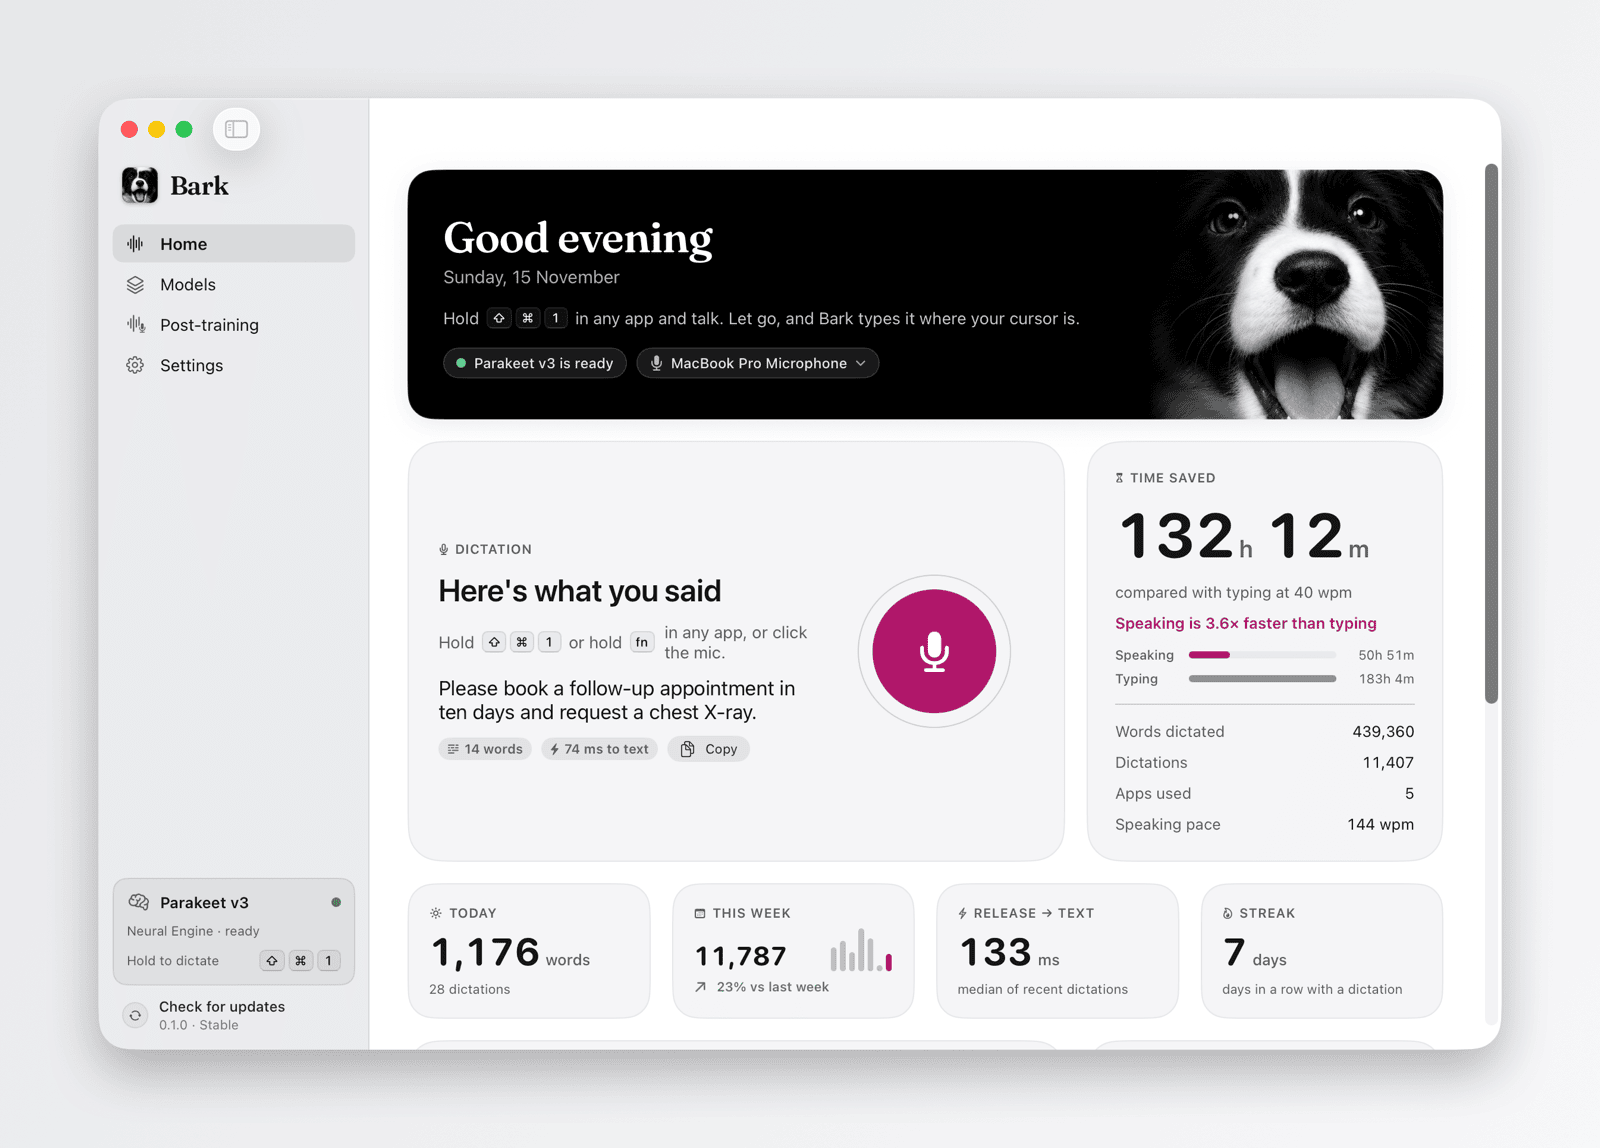 Bark
Home
Models
Post-training
Settings
Parakeet v3
Neural Engine · ready
Hold to dictate ⇧ ⌘ 1
Check for updates
0.1.0 · Stable
Good evening
Sunday, 15 November
Hold ⇧ ⌘ 1 in any app and talk. Let go, and Bark types it where your cursor is.
Parakeet v3 is ready
MacBook Pro Microphone
DICTATION
Here's what you said
Hold ⇧ ⌘ 1 or hold fn in any app, or click
the mic.
Please book a follow-up appointment in
ten days and request a chest X-ray.
14 words
74 ms to text
Copy
TIME SAVED
132h 12m
compared with typing at 40 wpm
Speaking is 3.6× faster than typing
Speaking 50h 51m
Typing 183h 4m
Words dictated 439,360
Dictations 11,407
Apps used 5
Speaking pace 144 wpm
TODAY
1,176 words
28 dictations
THIS WEEK
11,787
↗ 23% vs last week
RELEASE → TEXT
133 ms
median of recent dictations
STREAK
7 days
days in a row with a dictation